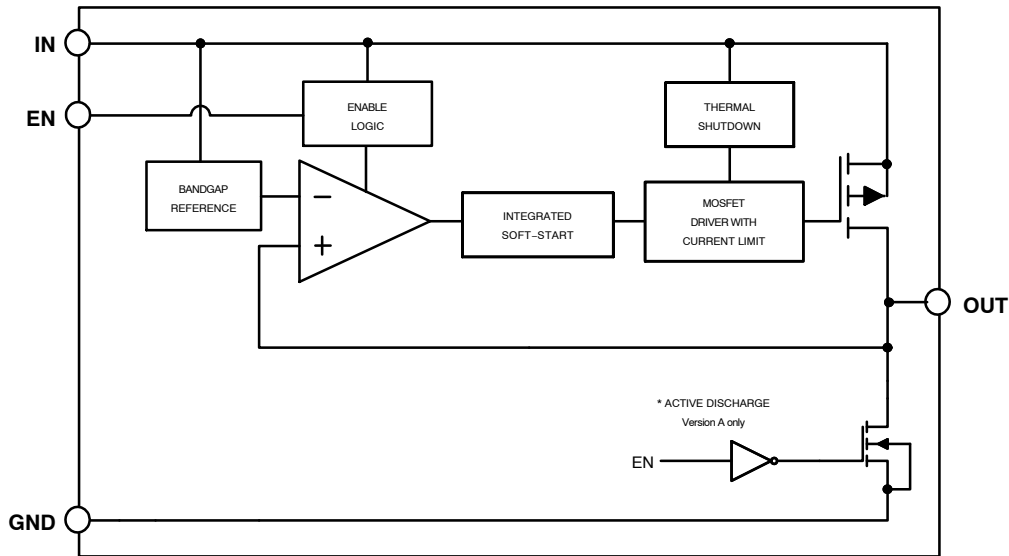 IN
EN
ENABLE
LOGIC
THERMAL
SHUTDOWN
BANDGAP
REFERENCE
−
+
INTEGRATED
SOFT−START
MOSFET
DRIVER WITH
CURRENT LIMIT
OUT
* ACTIVE DISCHARGE
Version A only
EN
GND